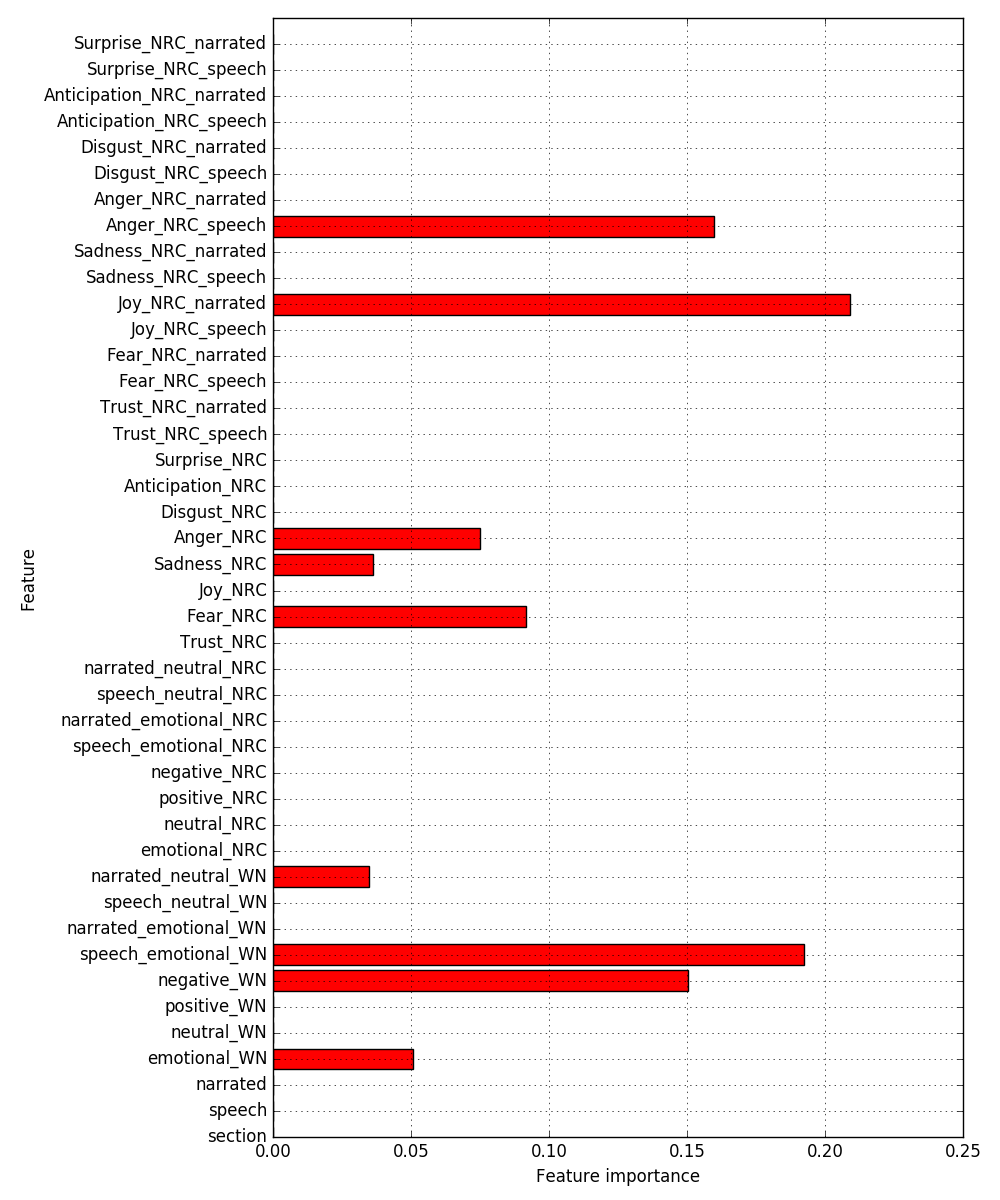 Surprise_NRC_narrated
Surprise_NRC_speech
Anticipation_NRC_narrated
Anticipation_NRC_speech
Disgust_NRC_narrated
Disgust_NRC_speech
Anger_NRC_narrated
Anger_NRC_speech
Sadness_NRC_narrated
Sadness_NRC_speech
Joy_NRC_narrated
Joy_NRC_speech
Fear_NRC_narrated
Fear_NRC_speech
Trust_NRC_narrated
Trust_NRC_speech
Surprise_NRC
Anticipation_NRC
Disgust_NRC
Anger_NRC
Sadness_NRC
Joy_NRC
Fear_NRC
Trust_NRC
narrated_neutral_NRC
speech_neutral_NRC
narrated_emotional_NRC
speech_emotional_NRC
negative_NRC
positive_NRC
neutral_NRC
emotional_NRC
narrated_neutral_WN
speech_neutral_WN
narrated_emotional_WN
speech_emotional_WN
negative_WN
positive_WN
neutral_WN
emotional_WN
narrated
speech
section
Feature
0.00 0.05 0.10 0.15 0.20 0.25
Feature importance